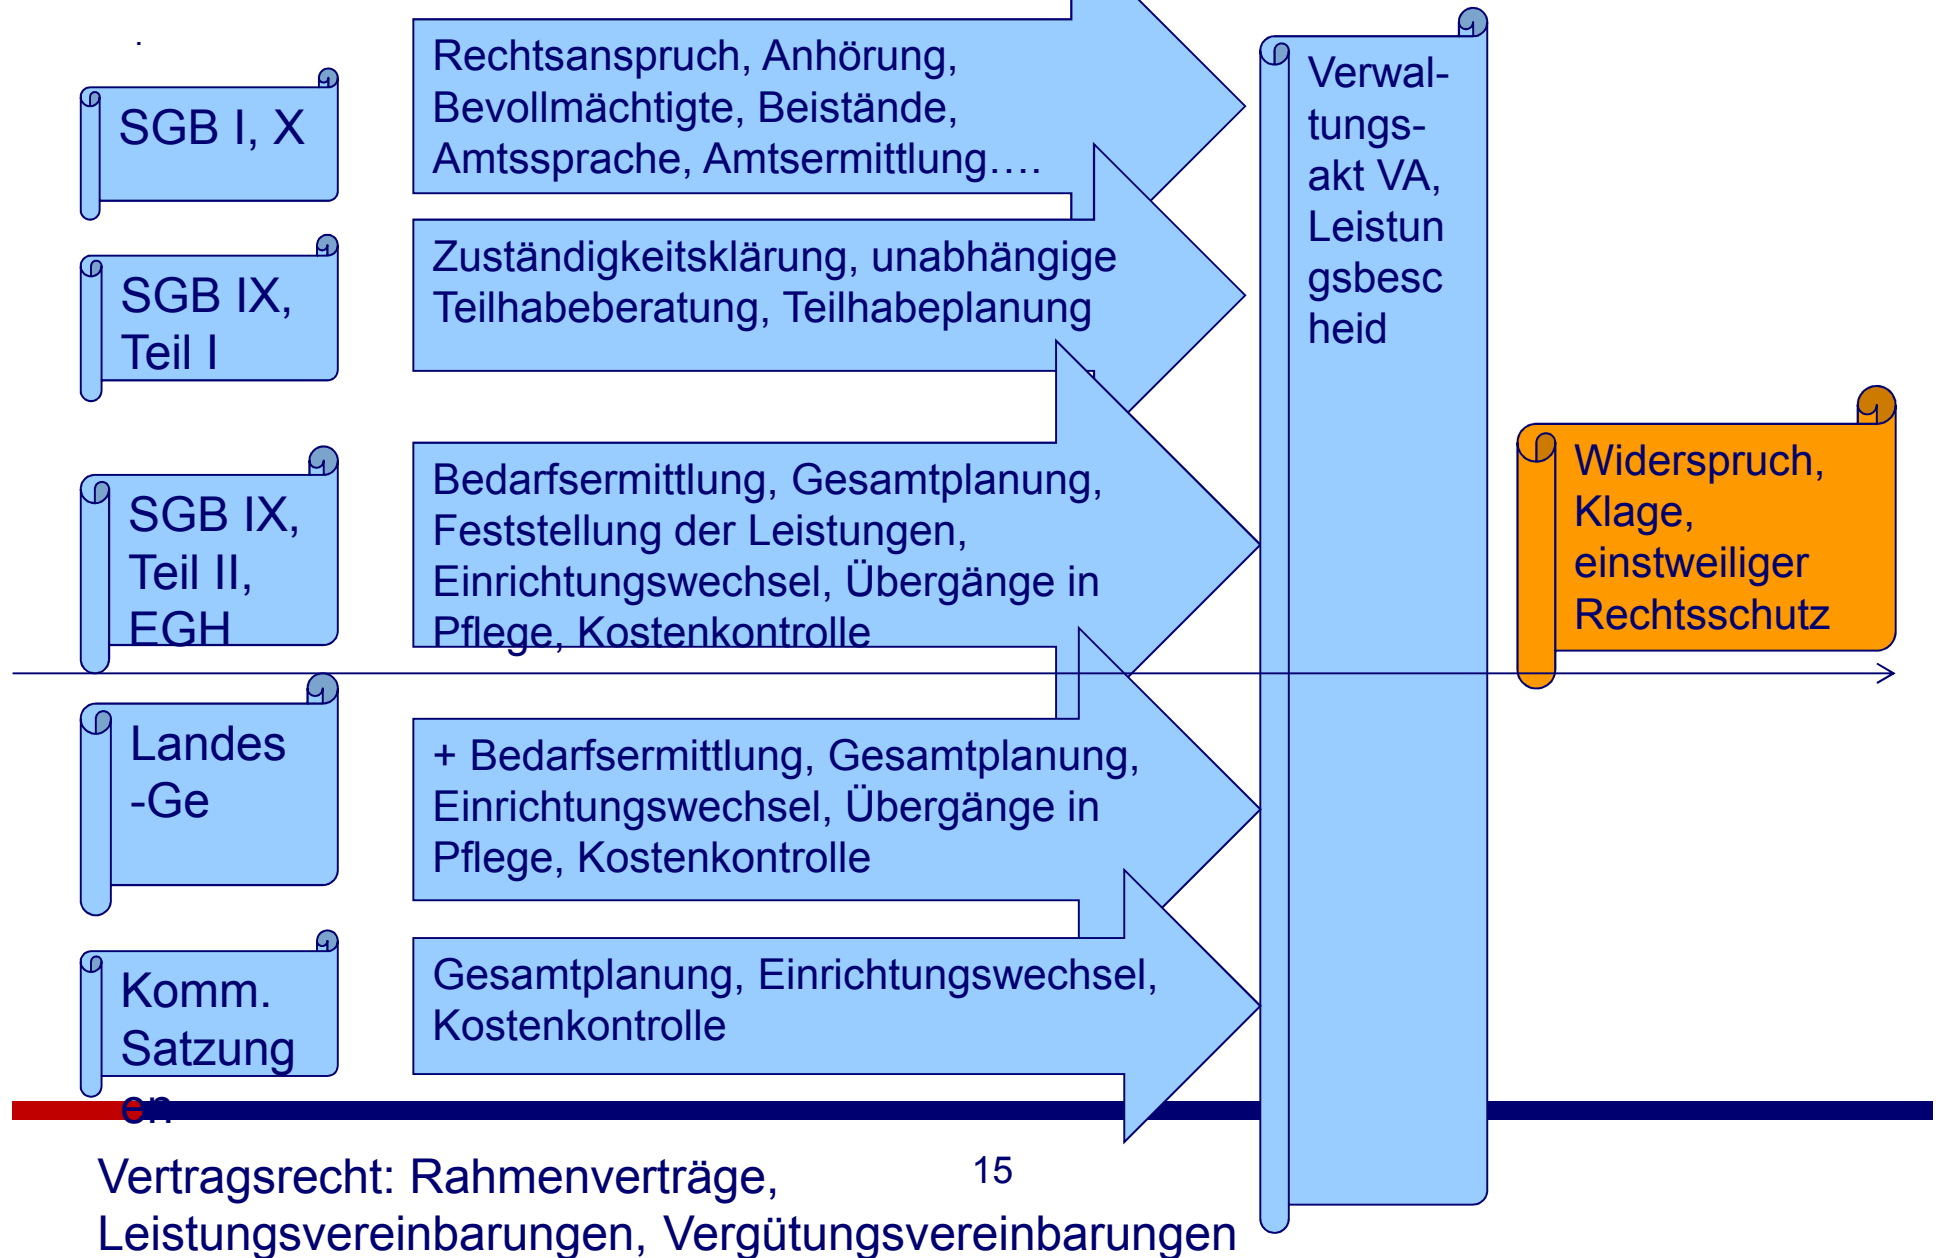 .
SGB I, X
Rechtsanspruch, Anhörung,
Bevollmächtigte, Beistände,
Amtssprache, Amtsermittlung….
SGB IX,
Teil I
Zuständigkeitsklärung, unabhängige
Teilhabeberatung, Teilhabeplanung
SGB IX,
Teil II,
EGH
Bedarfsermittlung, Gesamtplanung,
Feststellung der Leistungen,
Einrichtungswechsel, Übergänge in
Pflege, Kostenkontrolle
Landes
-Ge
+ Bedarfsermittlung, Gesamtplanung,
Einrichtungswechsel, Übergänge in
Pflege, Kostenkontrolle
Komm.
Satzung
en
Gesamtplanung, Einrichtungswechsel,
Kostenkontrolle
Verwal-
tungs-
akt VA,
Leistun
gsbesc
heid
Widerspruch,
Klage,
einstweiliger
Rechtsschutz
Vertragsrecht: Rahmenverträge,
Leistungsvereinbarungen, Vergütungsvereinbarungen
15